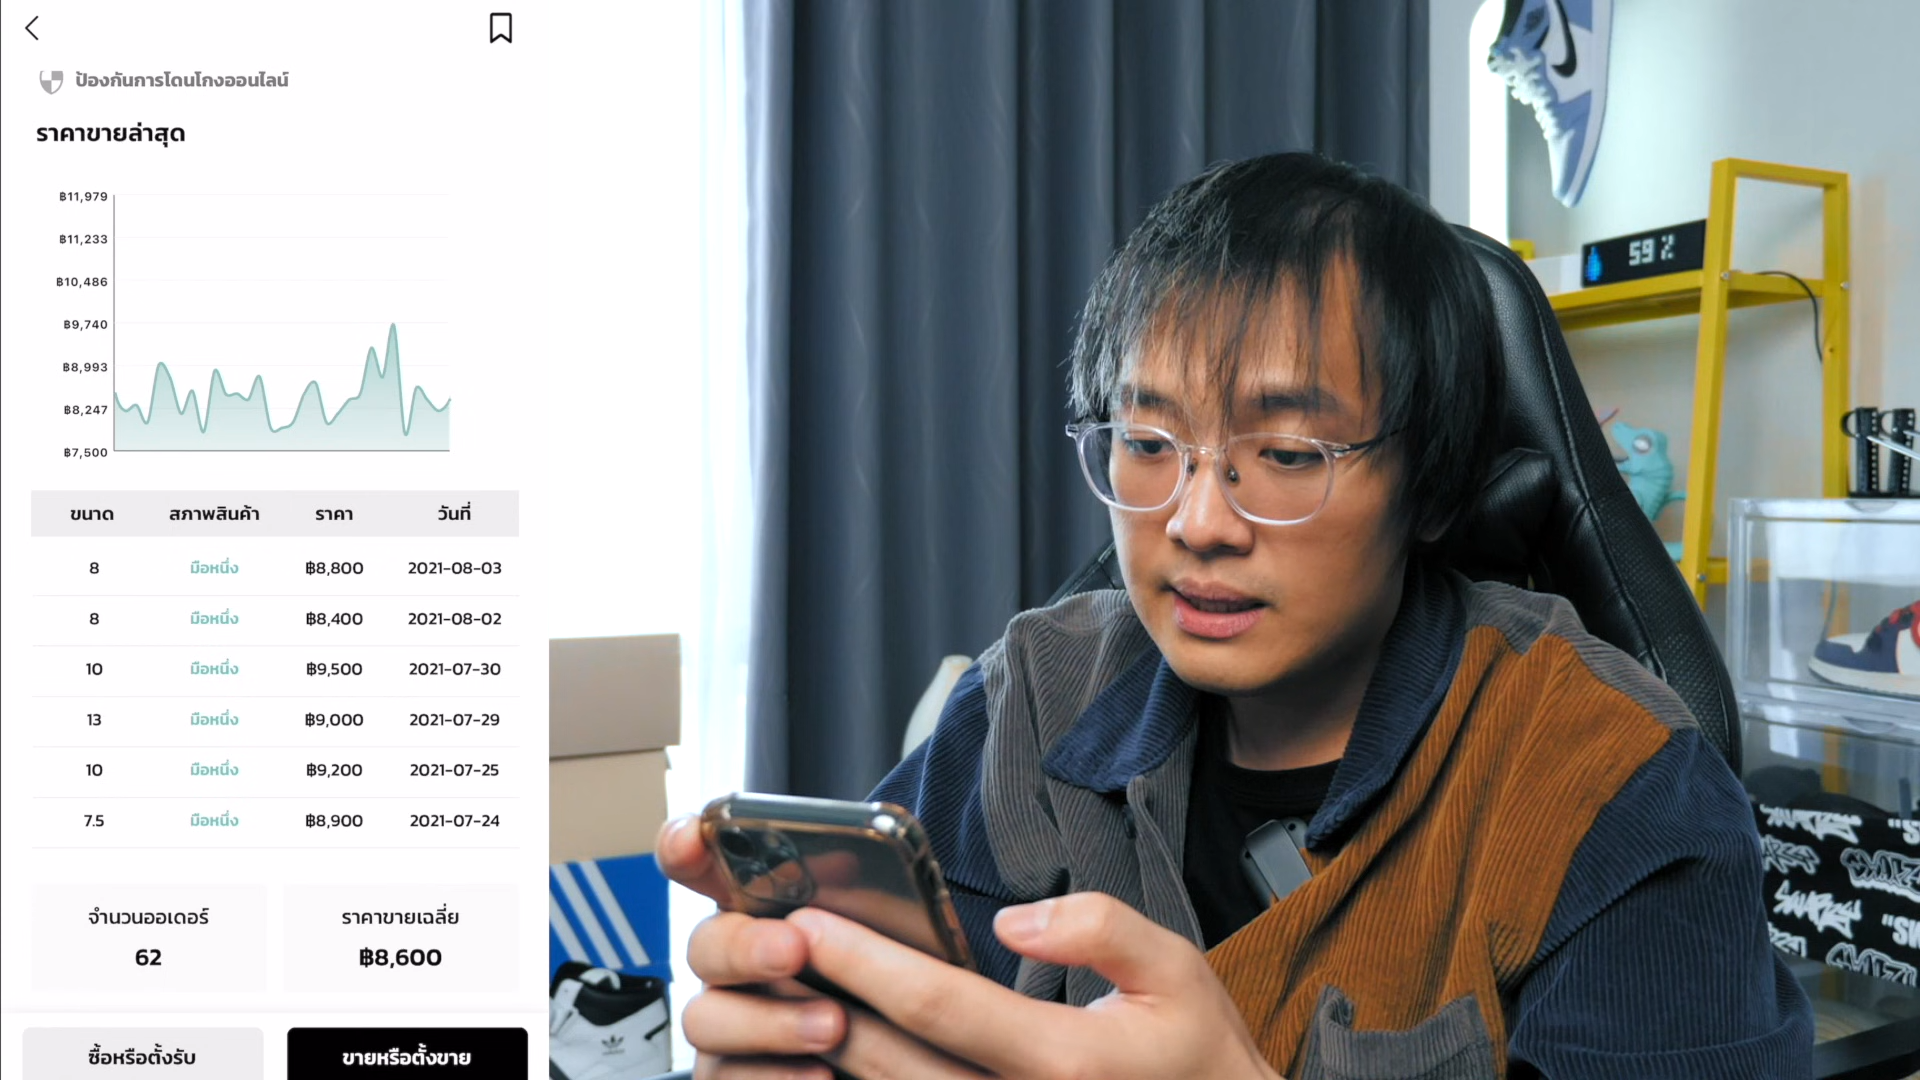 ป้องกันการโดนโกงออนไลน์
ราคาขายล่าสุด
฿11,979
฿11,233
฿10,486
฿9,740
฿8,993
฿8,247
฿7,500
ขนาด สภาพสินค้า ราคา วันที่
8 มือหนึ่ง ฿8,800 2021-08-03
8 มือหนึ่ง ฿8,400 2021-08-02
10 มือหนึ่ง ฿9,500 2021-07-30
13 มือหนึ่ง ฿9,000 2021-07-29
10 มือหนึ่ง ฿9,200 2021-07-25
7.5 มือหนึ่ง ฿8,900 2021-07-24
จำนวนออเดอร์ ราคาขายเฉลี่ย
62 ฿8,600
ซื้อหรือตั้งรับ ขายหรือตั้งขาย
59%